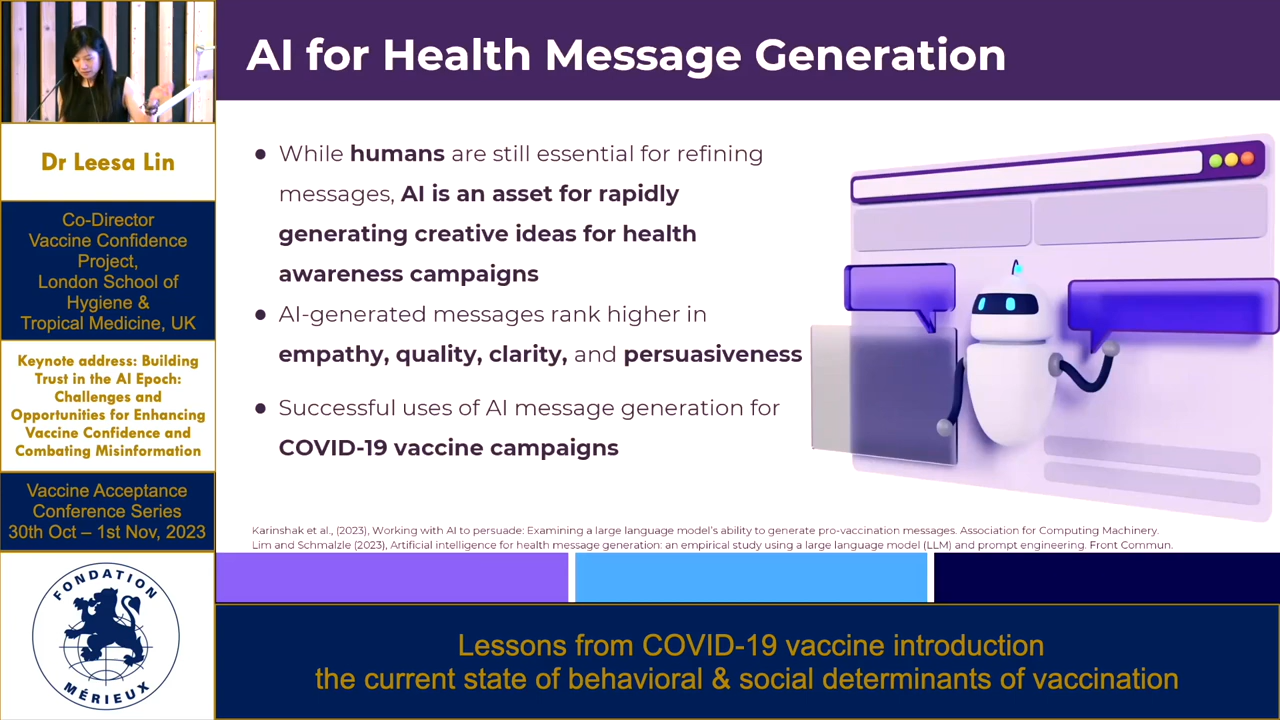 AI for Health Message Generation
Dr Leesa Lin
Co-Director
Vaccine Confidence
Project,
London School of
Hygiene &
Tropical Medicine, UK
Keynote address: Building
Trust in the AI Epoch:
Challenges and
Opportunities for Enhancing
Vaccine Confidence and
Combating Misinformation
Vaccine Acceptance
Conference Series
30th Oct – 1st Nov, 2023
FONDATION
MÉRIEUX
● While humans are still essential for refining
messages, AI is an asset for rapidly
generating creative ideas for health
awareness campaigns
● AI-generated messages rank higher in
empathy, quality, clarity, and persuasiveness
● Successful uses of AI message generation for
COVID-19 vaccine campaigns
Karinshak et al., (2023), Working with AI to persuade: Examining a large language model's ability to generate pro-vaccination messages. Association for Computing Machinery.
Lim and Schmalzle (2023), Artificial intelligence for health message generation: an empirical study using a large language model (LLM) and prompt engineering. Front Commun.
Lessons from COVID-19 vaccine introduction
the current state of behavioral & social determinants of vaccination